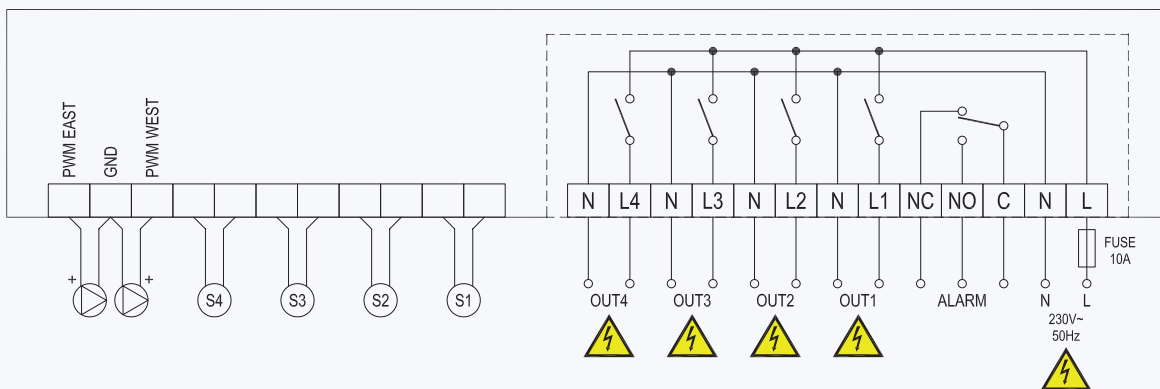 PWM EAST
GND
PWM WEST
N L4 N L3 N L2 N L1 NC NO C N L
FUSE
10A
+ + S4 S3 S2 S1
OUT4 OUT3 OUT2 OUT1 ALARM N L
230V~
50Hz